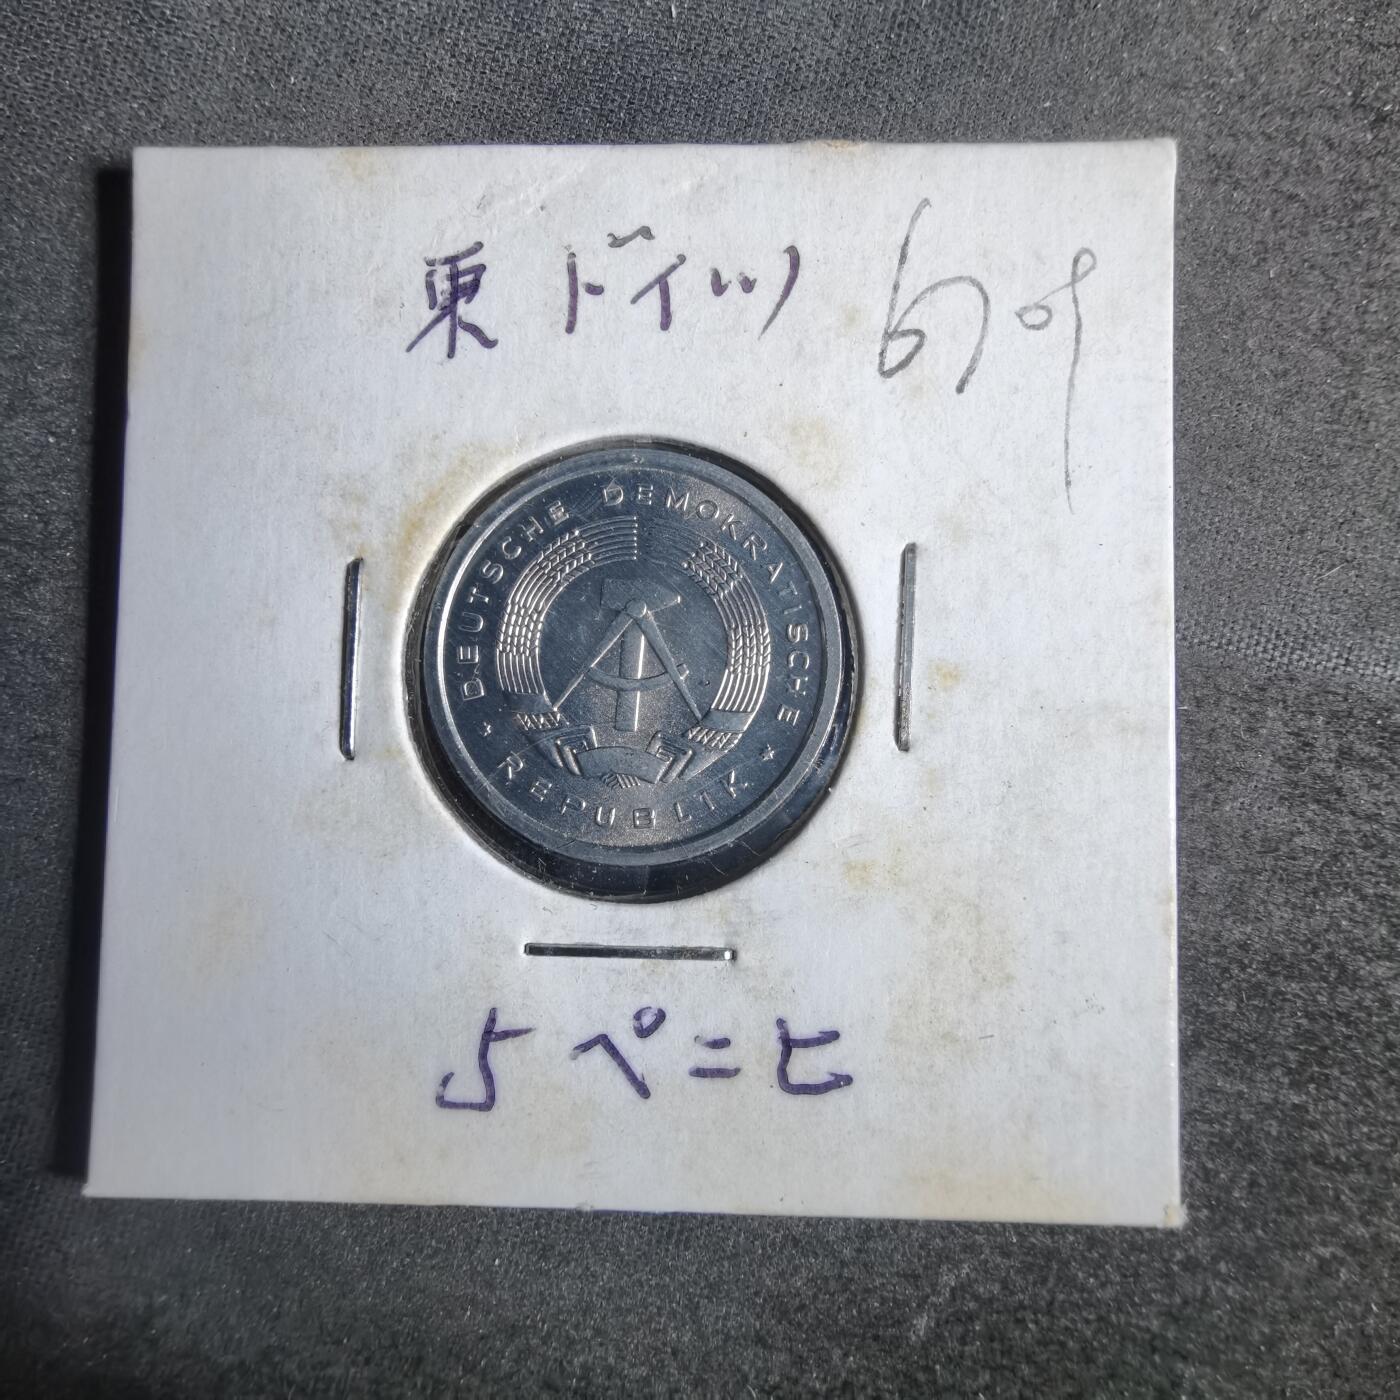 東ドイツ
DEUTSCHE DEMOKRATISCHE
REPUBLIK
5ペニヒ